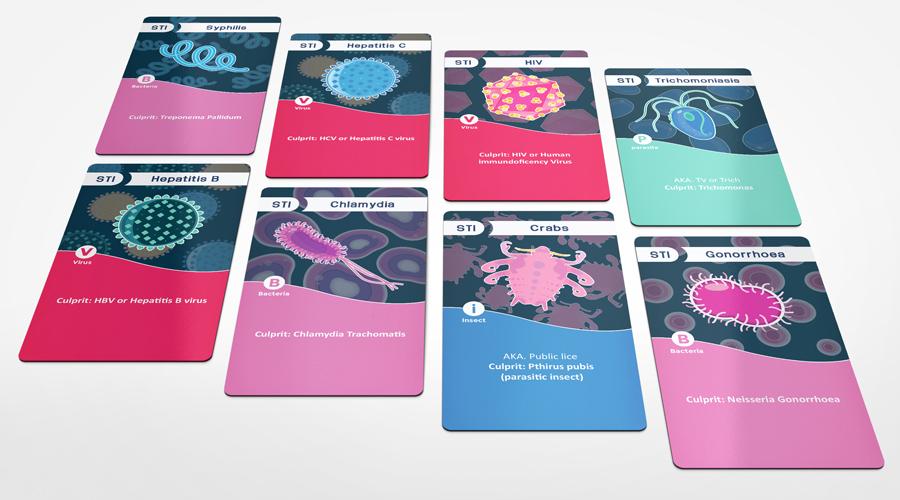 STI Syphilis
B
Bacteria
Culprit: Treponema Pallidum
STI Hepatitis C
V
Virus
Culprit: HCV or Hepatitis C virus
STI HIV
V
Virus
Culprit: HIV or Human
Immundoficency Virus
STI Trichomoniasis
P
parasite
AKA. TV or Trich
Culprit: Trichomonas
STI Hepatitis B
V
Virus
Culprit: HBV or Hepatitis B virus
STI Chlamydia
B
Bacteria
Culprit: Chlamydia Trachomatis
STI Crabs
i
Insect
AKA. Public lice
Culprit: Pthirus pubis
(parasitic insect)
STI Gonorrhoea
B
Bacteria
Culprit: Neisseria Gonorrhoea